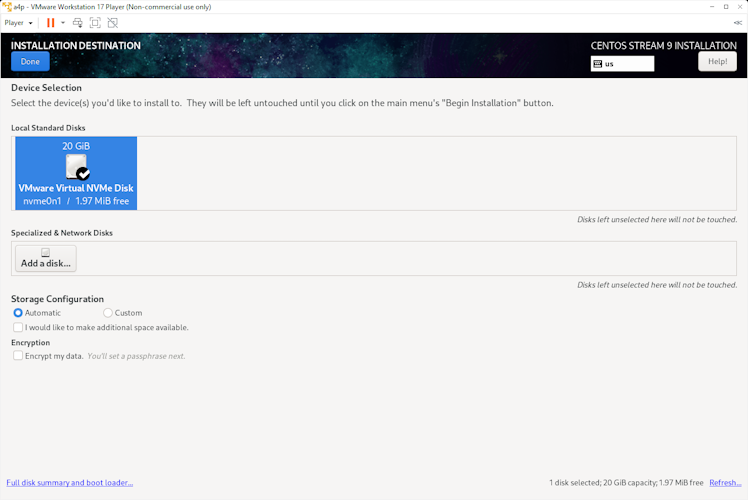 a4p - VMware Workstation 17 Player (Non-commercial use only)
Player
INSTALLATION DESTINATION
CENTOS STREAM 9 INSTALLATION
Done
us
Help!
Device Selection
Select the device(s) you'd like to install to. They will be left untouched until you click on the main menu's "Begin Installation" button.
Local Standard Disks
20 GiB
VMware Virtual NVMe Disk
nvme0n1 / 1.97 MiB free
Disks left unselected here will not be touched.
Specialized & Network Disks
Add a disk...
Disks left unselected here will not be touched.
Storage Configuration
Automatic
Custom
I would like to make additional space available.
Encryption
Encrypt my data. You'll set a passphrase next.
Full disk summary and boot loader...
1 disk selected; 20 GiB capacity; 1.97 MiB free
Refresh...